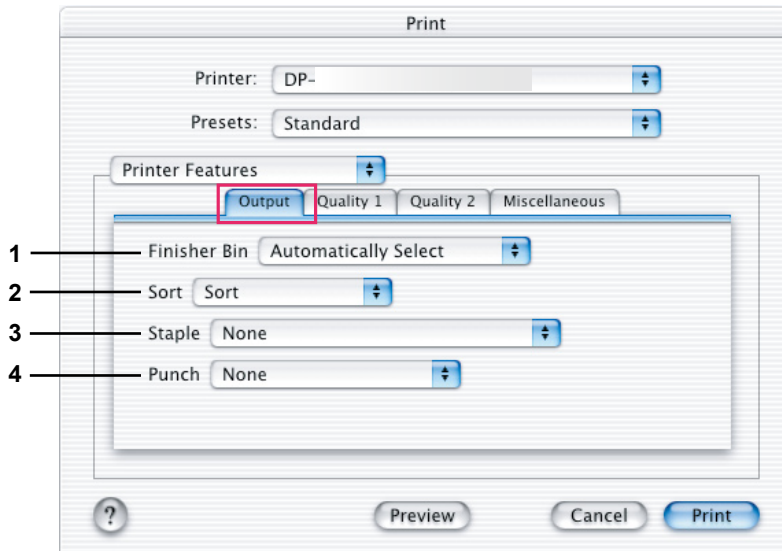 Print
Printer: DP-
Presets: Standard
Printer Features
Output Quality 1 Quality 2 Miscellaneous
1 Finisher Bin Automatically Select
2 Sort Sort
3 Staple None
4 Punch None
? Preview Cancel Print